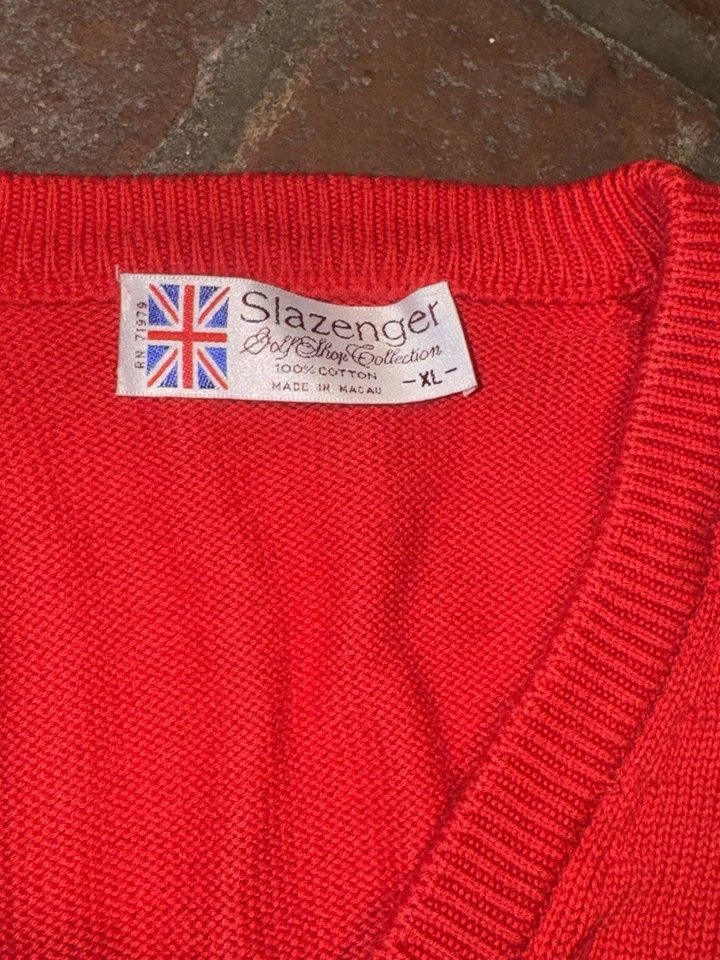 RN 71979
Slazenger
Golf Shop Collection
100% COTTON
MADE IN MACAU
-XL-